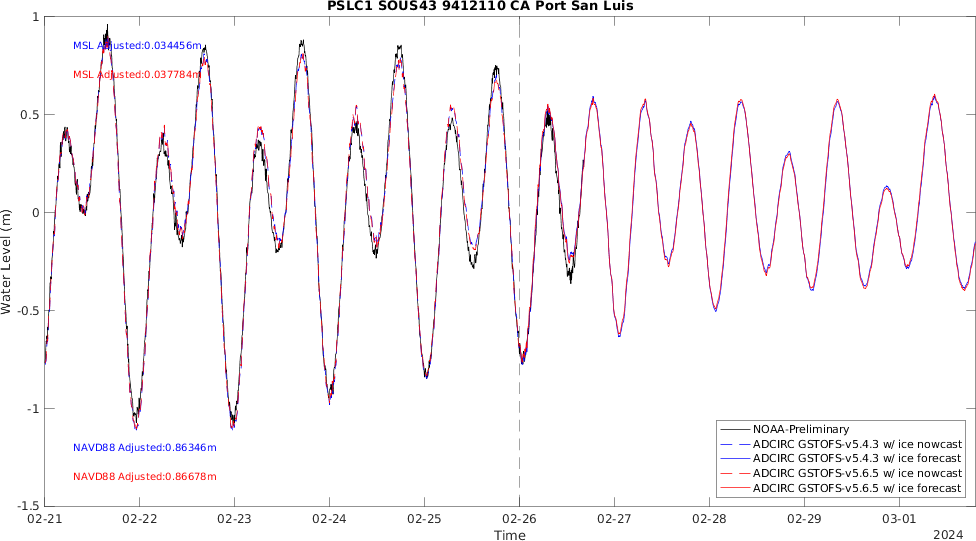 PSLC1 SOUS43 9412110 CA Port San Luis
MSL Adjusted:0.034456m
MSL Adjusted:0.037784m
NAVD88 Adjusted:0.86346m
NAVD88 Adjusted:0.86678m
Water Level (m)
1
0.5
0
-0.5
-1
-1.5
NOAA-Preliminary
ADCIRC GSTOFS-v5.4.3 w/ ice nowcast
ADCIRC GSTOFS-v5.4.3 w/ ice forecast
ADCIRC GSTOFS-v5.6.5 w/ ice nowcast
ADCIRC GSTOFS-v5.6.5 w/ ice forecast
02-21 02-22 02-23 02-24 02-25 02-26 02-27 02-28 02-29 03-01
Time
2024